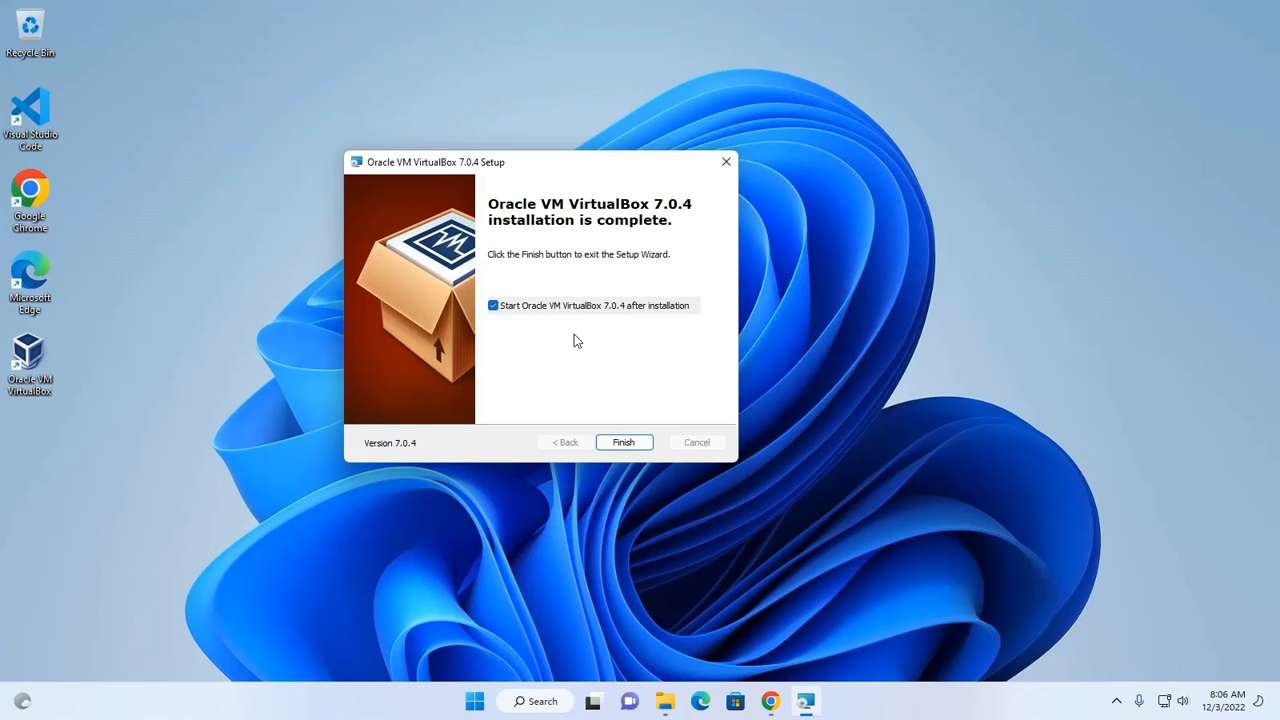 Recycle Bin
Visual Studio
Code
Google
Chrome
Microsoft
Edge
Oracle VM
VirtualBox
Oracle VM VirtualBox 7.0.4 Setup
Oracle VM VirtualBox 7.0.4
installation is complete.
Click the Finish button to exit the Setup Wizard.
Start Oracle VM VirtualBox 7.0.4 after installation
Version 7.0.4
< Back
Finish
Cancel
Search
8:06 AM
12/3/2022